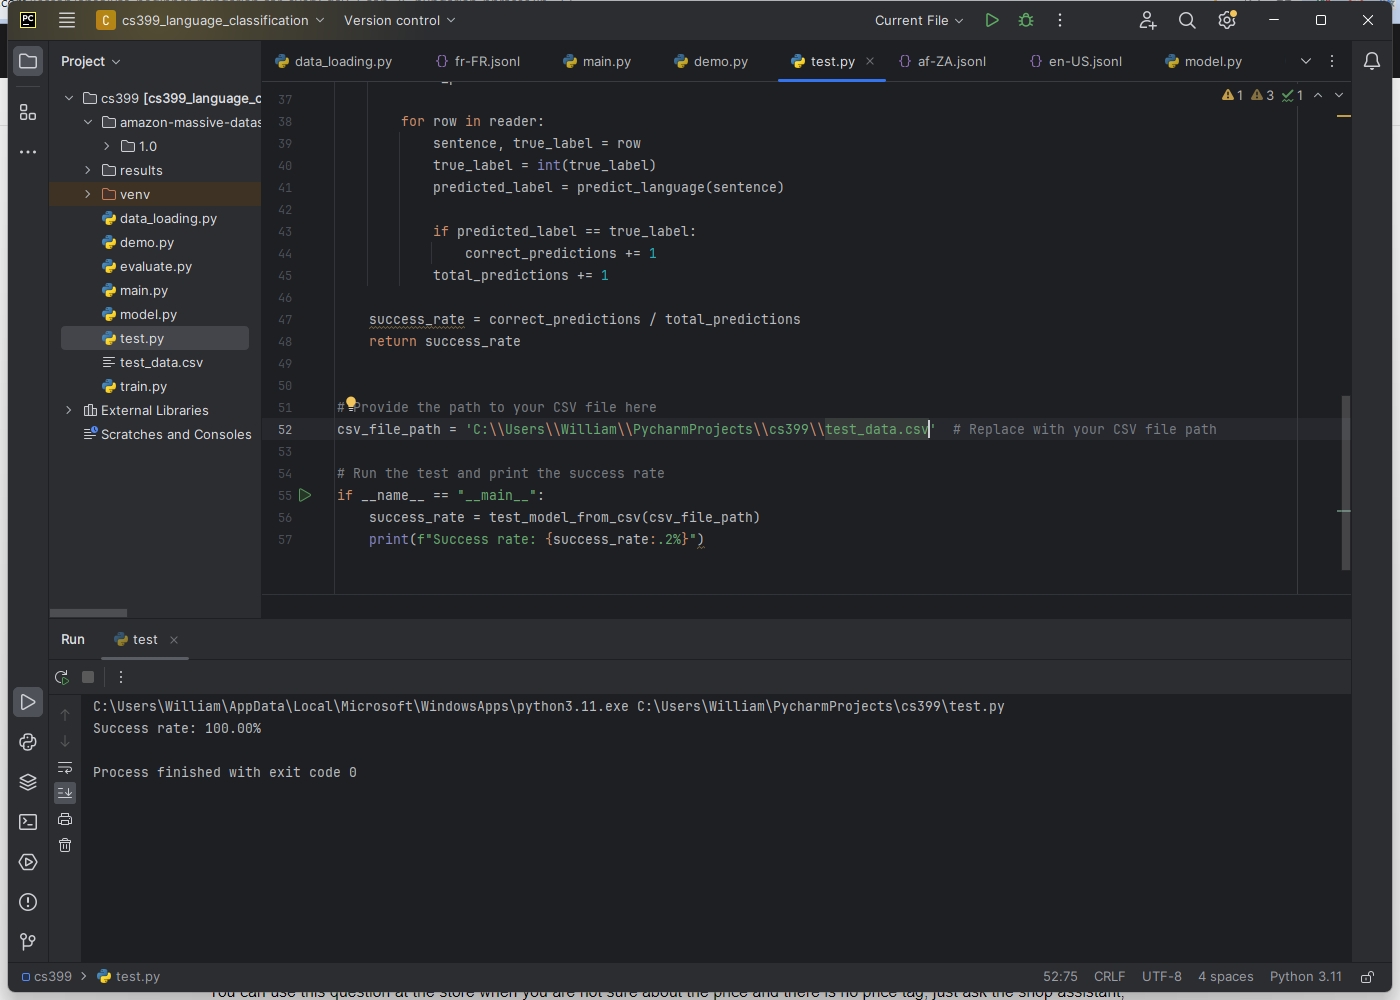 PC
C cs399_language_classification
Version control
Current File
Project
data_loading.py
fr-FR.jsonl
main.py
demo.py
test.py
af-ZA.jsonl
en-US.jsonl
model.py
1 3 1
cs399 [cs399_language_c
amazon-massive-datas
1.0
results
venv
data_loading.py
demo.py
evaluate.py
main.py
model.py
test.py
test_data.csv
train.py
External Libraries
Scratches and Consoles
37
38 for row in reader:
39 sentence, true_label = row
40 true_label = int(true_label)
41 predicted_label = predict_language(sentence)
42
43 if predicted_label == true_label:
44 correct_predictions += 1
45 total_predictions += 1
46
47 success_rate = correct_predictions / total_predictions
48 return success_rate
49
50
51 # Provide the path to your CSV file here
52 csv_file_path = 'C:\\Users\\William\\PycharmProjects\\cs399\\test_data.csv' # Replace with your CSV file path
53
54 # Run the test and print the success rate
55 if __name__ == "__main__":
56 success_rate = test_model_from_csv(csv_file_path)
57 print(f"Success rate: {success_rate:.2%}")
Run test
C:\Users\William\AppData\Local\Microsoft\WindowsApps\python3.11.exe C:\Users\William\PycharmProjects\cs399\test.py
Success rate: 100.00%
Process finished with exit code 0
cs399 > test.py
52:75 CRLF UTF-8 4 spaces Python 3.11
You can use this question at the store when you are not sure about the price and there is no price tag, just ask the shop assistant,